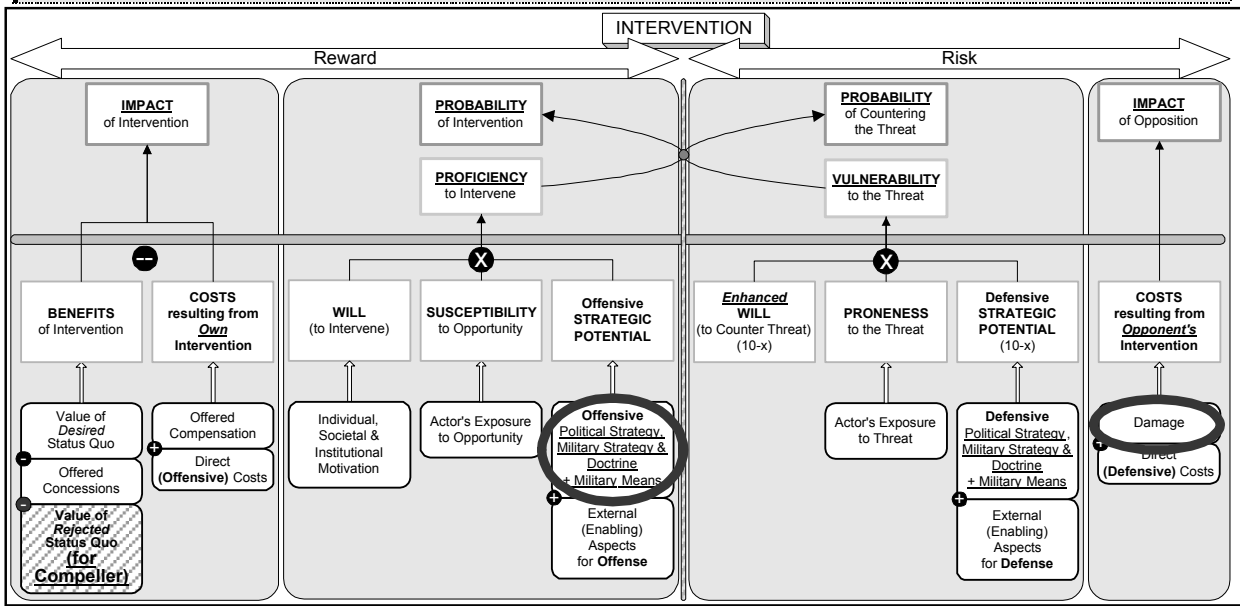 INTERVENTION
Reward
Risk
IMPACT
of Intervention
PROBABILITY
of Intervention
PROBABILITY
of Countering
the Threat
IMPACT
of Opposition
PROFICIENCY
to Intervene
VULNERABILITY
to the Threat
--
X
X
BENEFITS
of Intervention
COSTS
resulting from
Own
Intervention
WILL
(to Intervene)
SUSCEPTIBILITY
to Opportunity
Offensive
STRATEGIC
POTENTIAL
Enhanced
WILL
(to Counter Threat)
(10-x)
PRONENESS
to the Threat
Defensive
STRATEGIC
POTENTIAL
(10-x)
COSTS
resulting from
Opponent's
Intervention
Value of
Desired
Status Quo
-
Offered
Concessions
-
Value of
Rejected
Status Quo
(for
Compeller)
Offered
Compensation
+
Direct
(Offensive) Costs
Individual,
Societal &
Institutional
Motivation
Actor's Exposure
to Opportunity
Offensive
Political Strategy,
Military Strategy &
Doctrine
+ Military Means
+
External
(Enabling)
Aspects
for Offense
Actor's Exposure
to Threat
Defensive
Political Strategy,
Military Strategy &
Doctrine
+ Military Means
+
External
(Enabling)
Aspects
for Defense
Damage
+
Direct
(Defensive) Costs